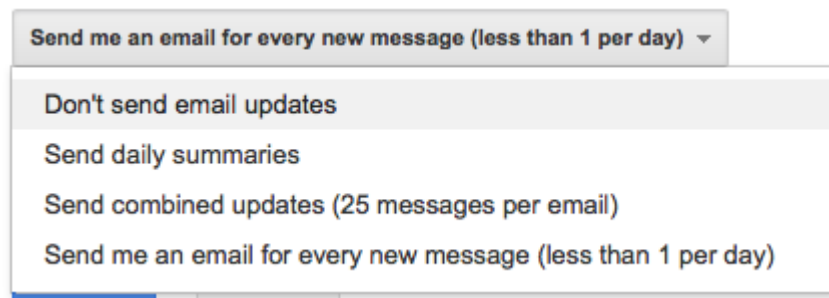 Send me an email for every new message (less than 1 per day)
Don't send email updates
Send daily summaries
Send combined updates (25 messages per email)
Send me an email for every new message (less than 1 per day)